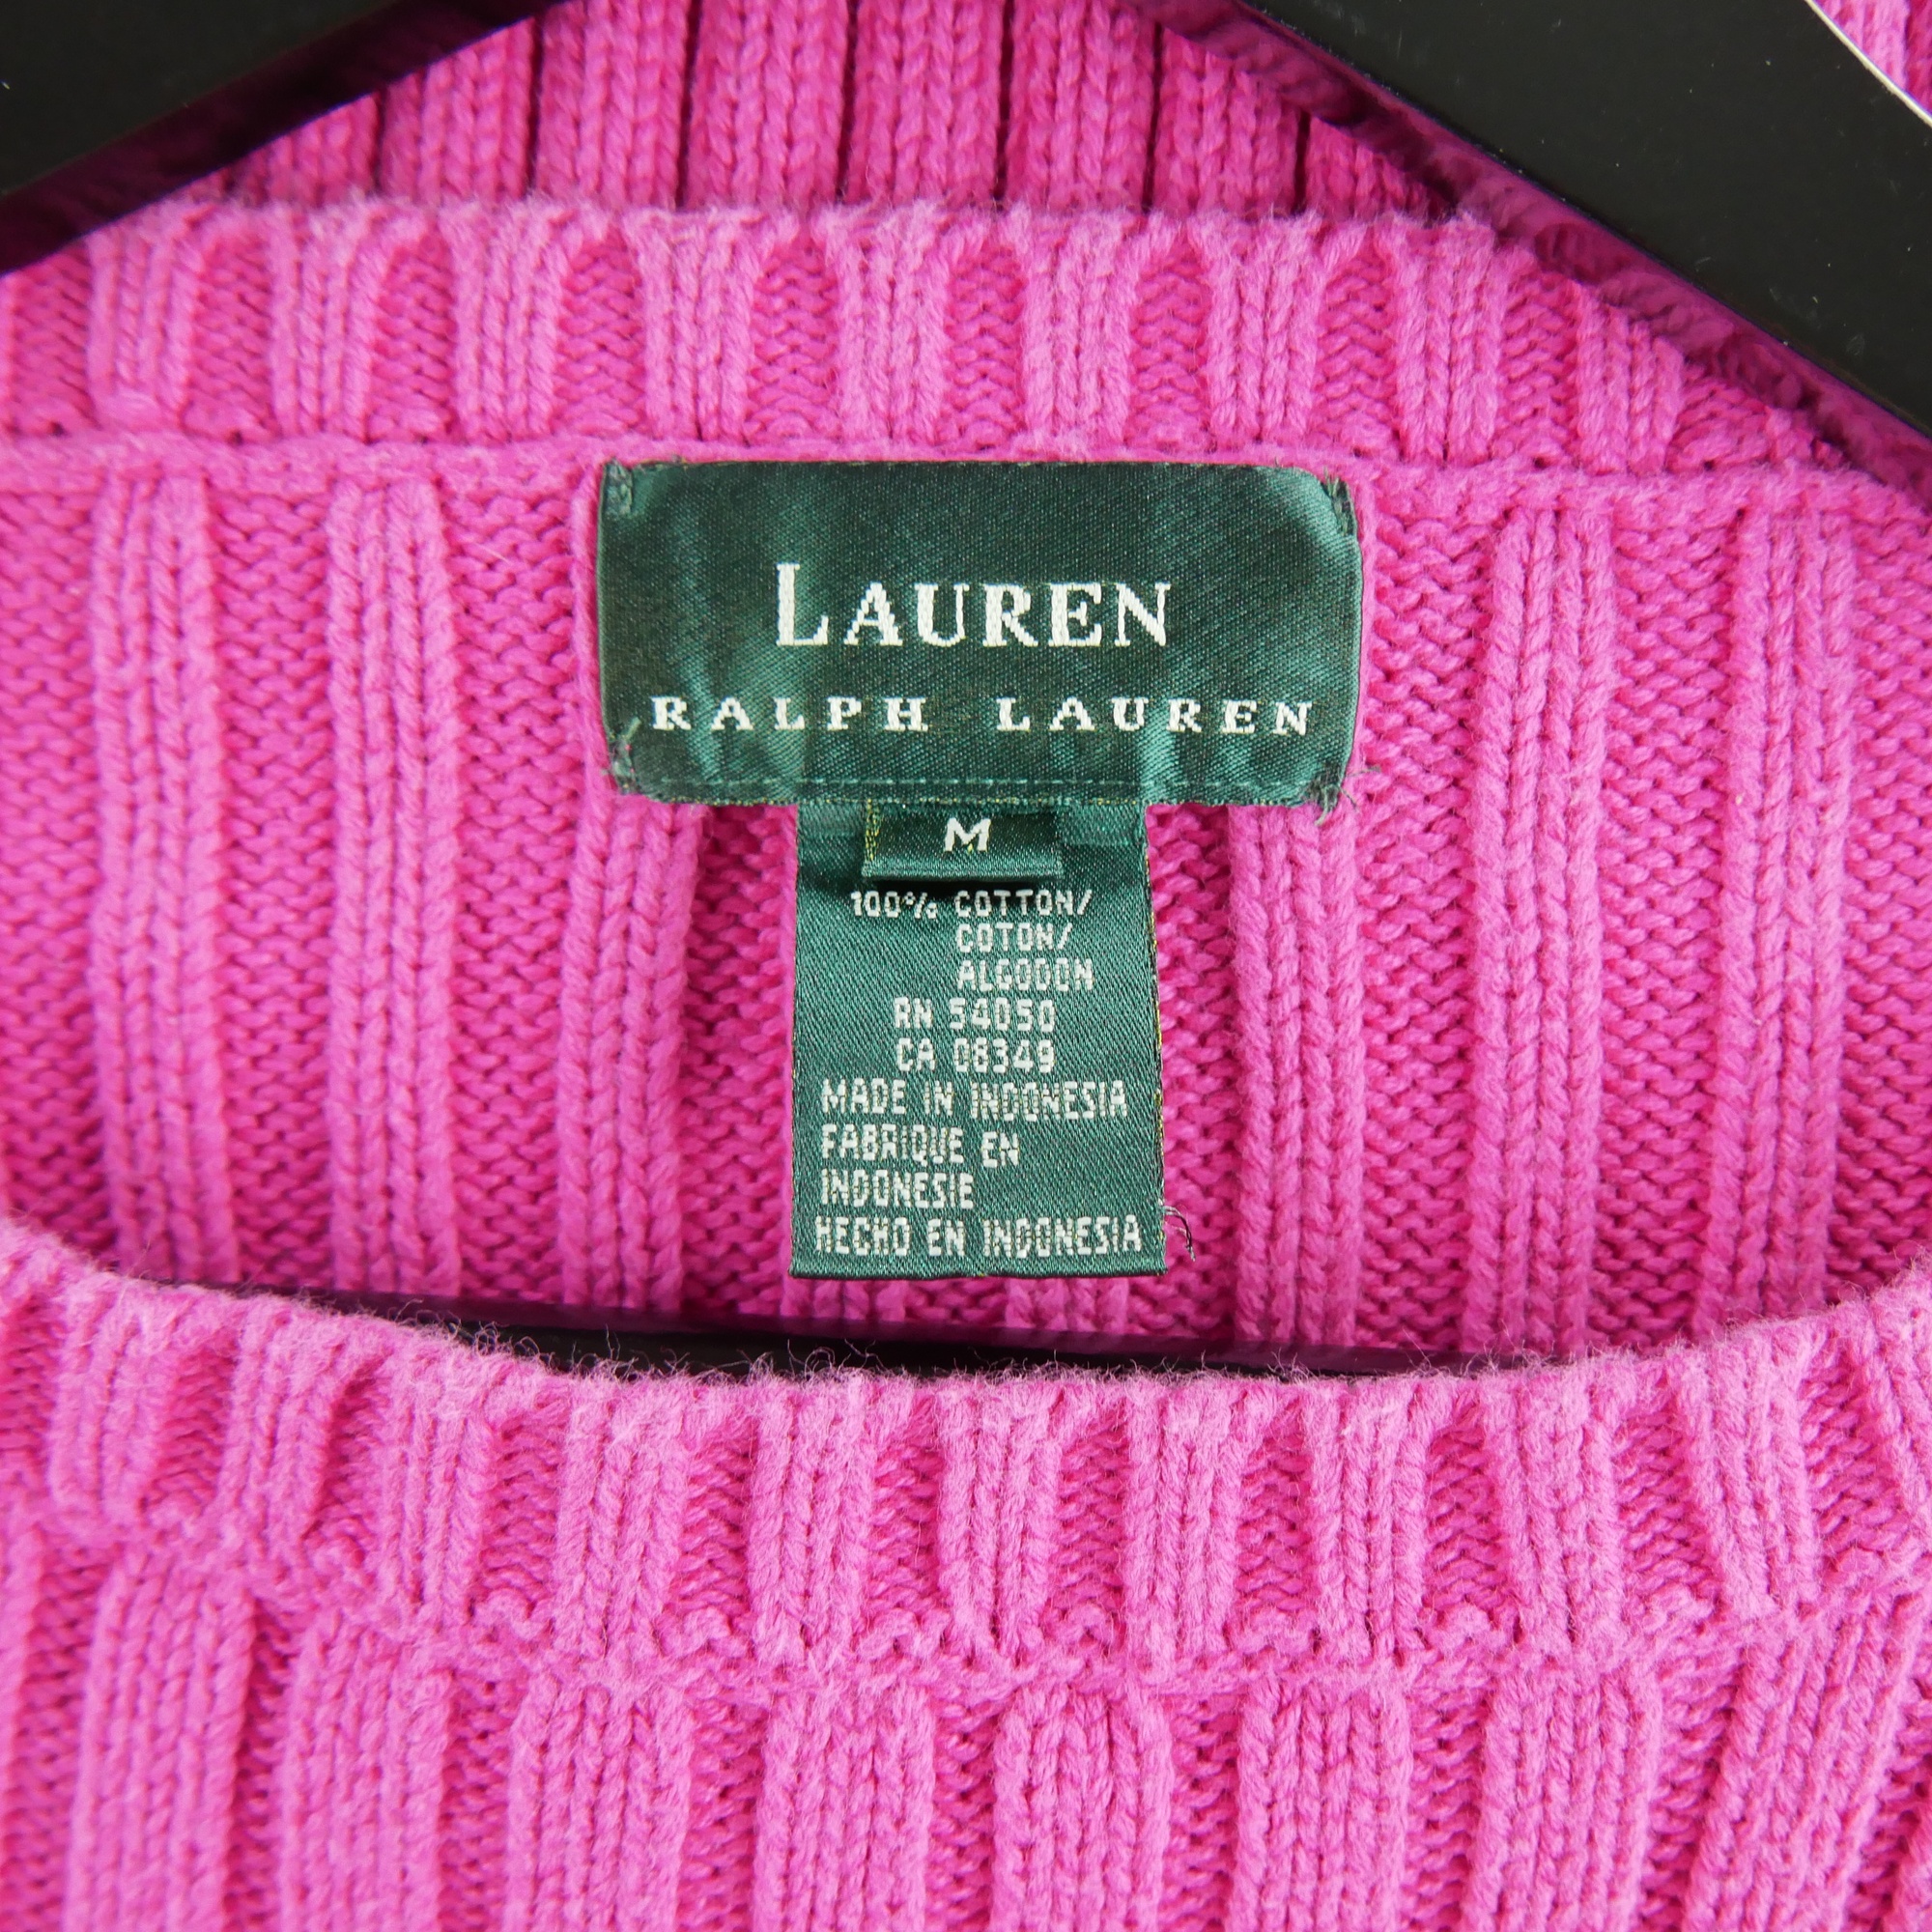 LAUREN
RALPH LAUREN
M
100% COTTON/
COTON/
ALGODON
RN 54050
CA 08349
MADE IN INDONESIA
FABRIQUE EN
INDONESIE
HECHO EN INDONESIA